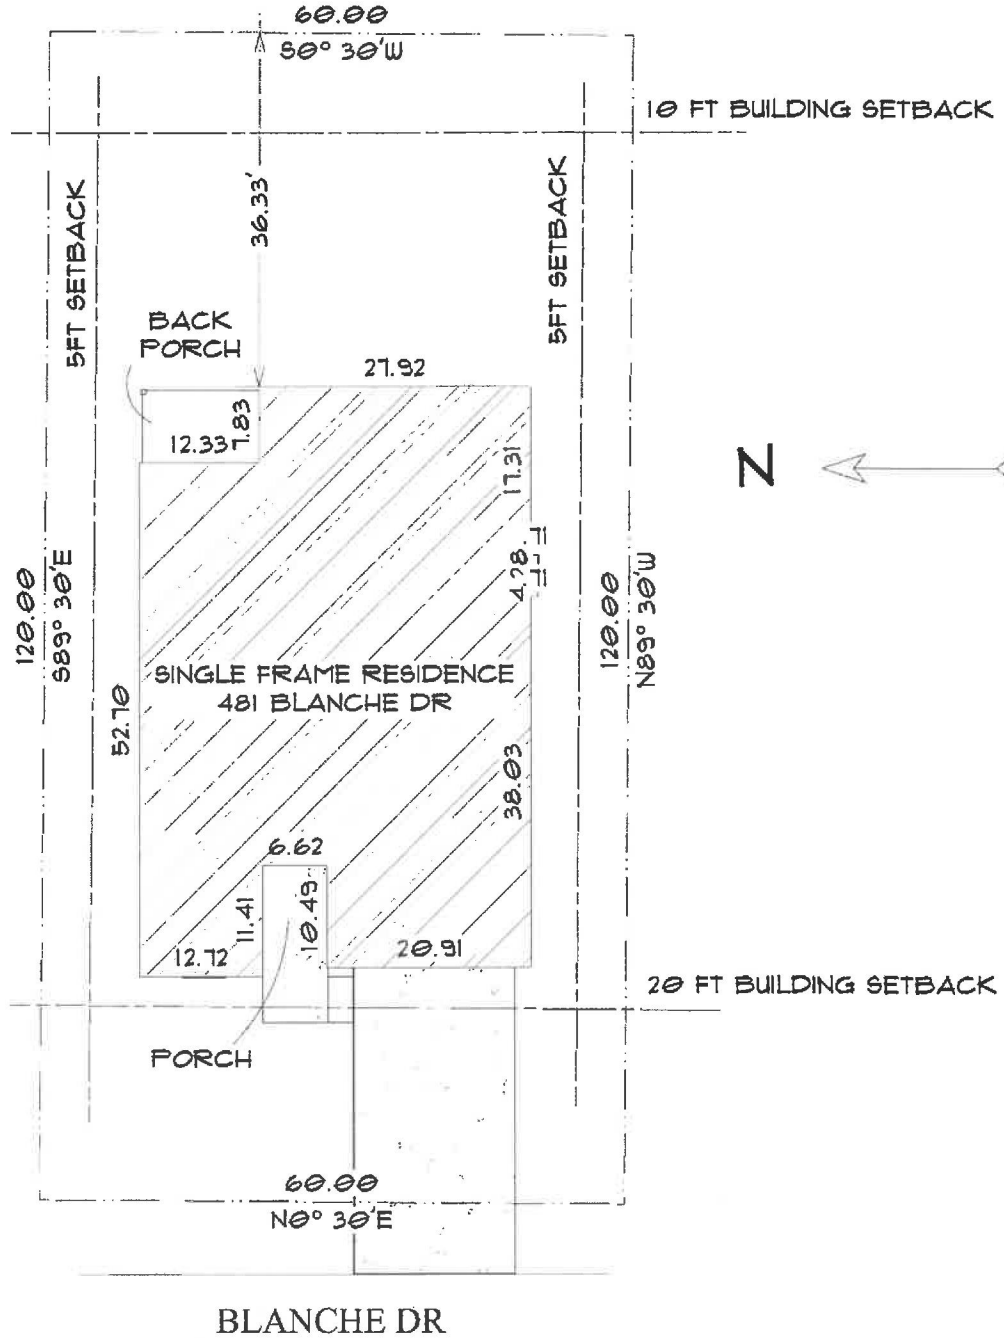 60.00
S0° 30'W
10 FT BUILDING SETBACK
36.33'
5FT SETBACK
5FT SETBACK
BACK
PORCH
27.92
12.33
7.83
17.31
N
4.28
120.00
S89° 30'E
120.00
N89° 30'W
SINGLE FRAME RESIDENCE
481 BLANCHE DR
52.70
38.03
6.62
11.41
10.49
12.72
20.91
20 FT BUILDING SETBACK
PORCH
60.00
N0° 30'E
BLANCHE DR